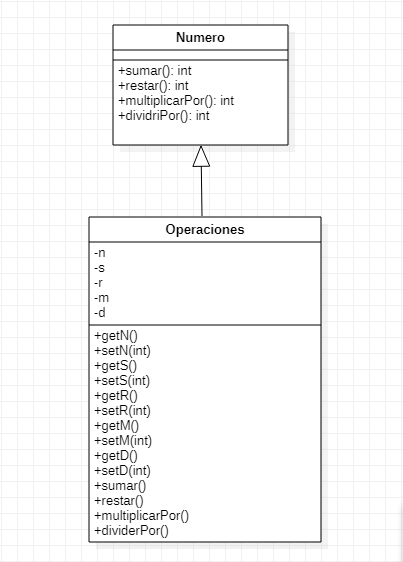 Numero
+sumar(): int
+restar(): int
+multiplicarPor(): int
+dividriPor(): int
Operaciones
-n
-s
-r
-m
-d
+getN()
+setN(int)
+getS()
+setS(int)
+getR()
+setR(int)
+getM()
+setM(int)
+getD()
+setD(int)
+sumar()
+restar()
+multiplicarPor()
+dividerPor()